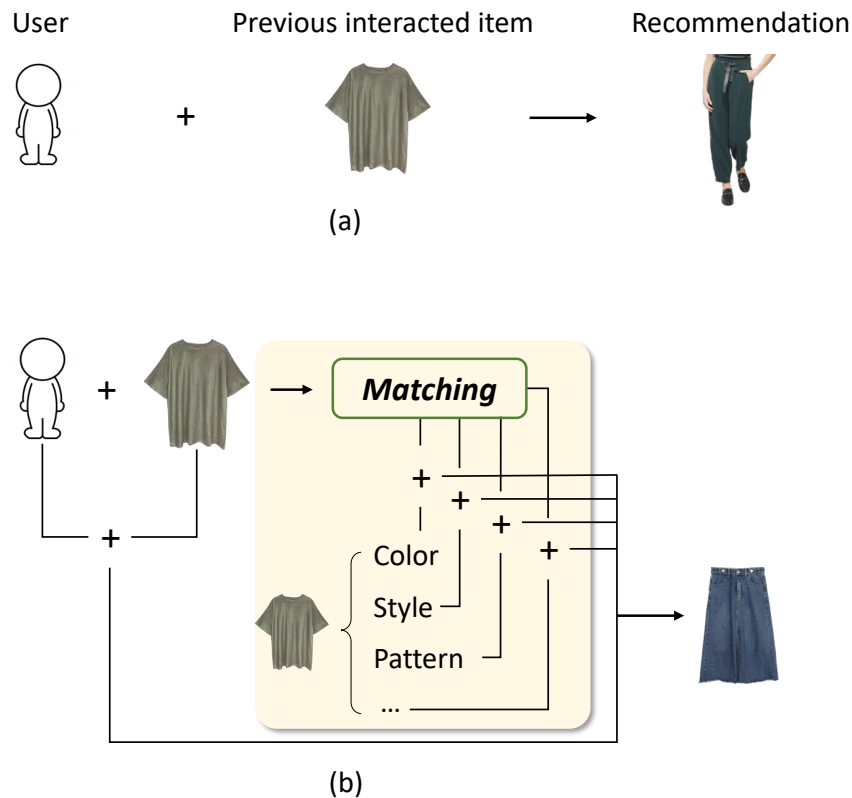 User
Previous interacted item
Recommendation
+
(a)
+
Matching
+
+
+
+
+
Color
Style
Pattern
...
(b)